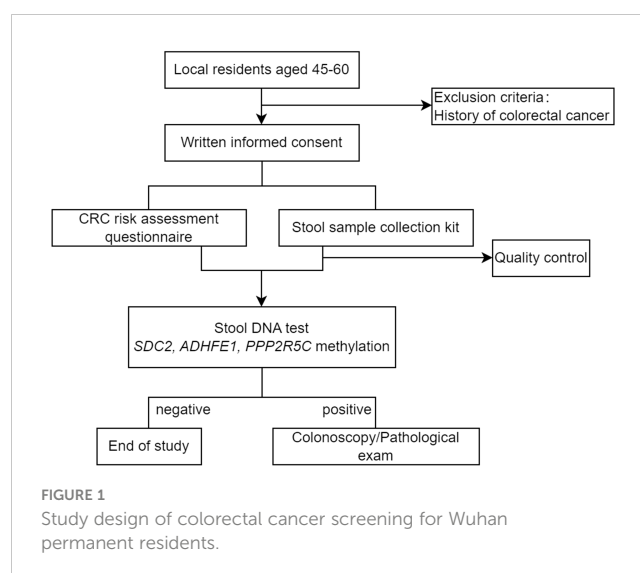 Local residents aged 45-60
Exclusion criteria:
History of colorectal cancer
Written informed consent
CRC risk assessment
questionnaire
Stool sample collection kit
Quality control
Stool DNA test
SDC2, ADHFE1, PPP2R5C methylation
negative
positive
End of study
Colonoscopy/Pathological
exam
FIGURE 1
Study design of colorectal cancer screening for Wuhan
permanent residents.